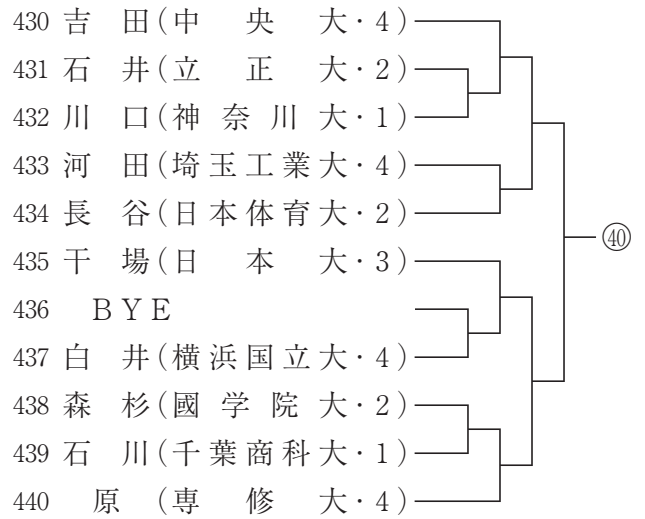 430 吉田(中央大・4)
431 石井(立正大・2)
432 川口(神奈川大・1)
433 河田(埼玉工業大・4)
434 長谷(日本体育大・2)
435 干場(日本大・3)
436 BYE
437 白井(横浜国立大・4)
438 森杉(國学院大・2)
439 石川(千葉商科大・1)
440 原(専修大・4)
㊵